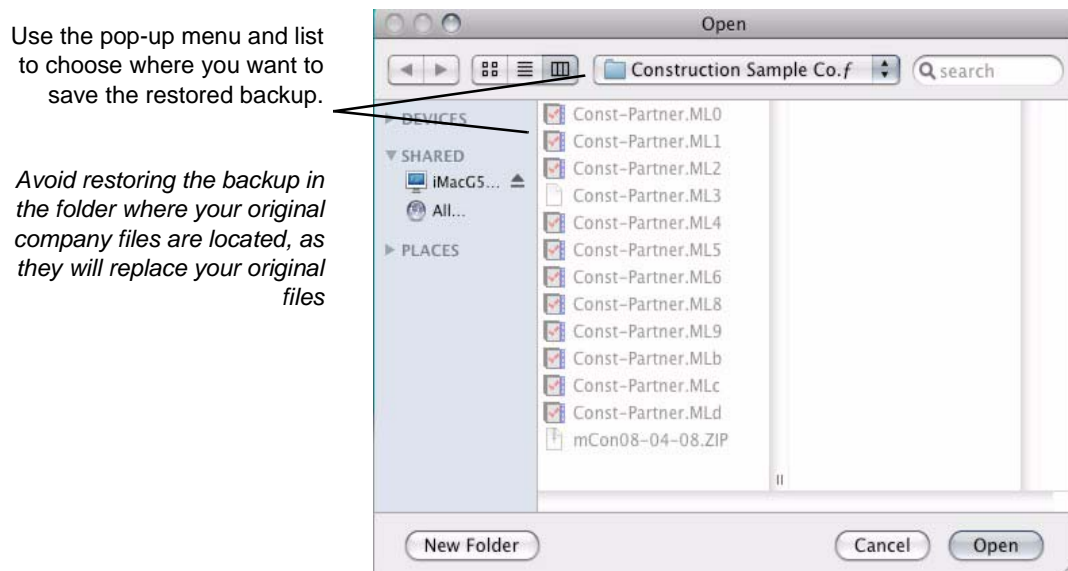 Use the pop-up menu and list
to choose where you want to
save the restored backup.
Avoid restoring the backup in
the folder where your original
company files are located, as
they will replace your original
files
Open
Construction Sample Co.ƒ
search
DEVICES
SHARED
iMacG5...
All...
PLACES
Const-Partner.ML0
Const-Partner.ML1
Const-Partner.ML2
Const-Partner.ML3
Const-Partner.ML4
Const-Partner.ML5
Const-Partner.ML6
Const-Partner.ML8
Const-Partner.ML9
Const-Partner.MLb
Const-Partner.MLc
Const-Partner.MLd
mCon08-04-08.ZIP
New Folder
Cancel
Open